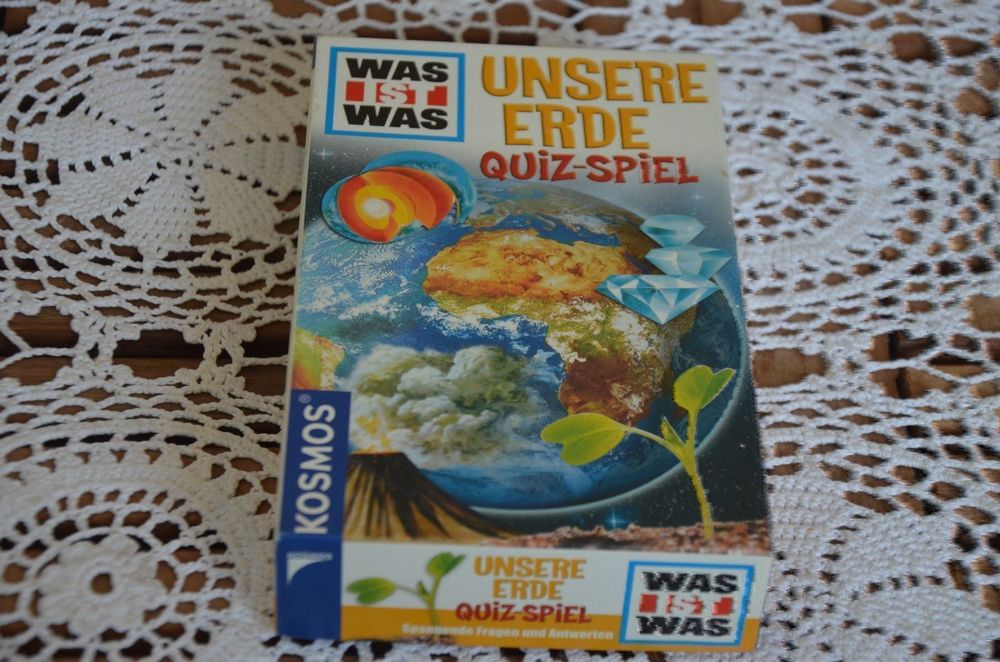 WAS
IST
WAS
UNSERE
ERDE
QUiZ-SPiEL
KOSMOS®
UNSERE
ERDE
QUiZ-SPiEL
Spannende Fragen und Antworten
WAS
IST
WAS